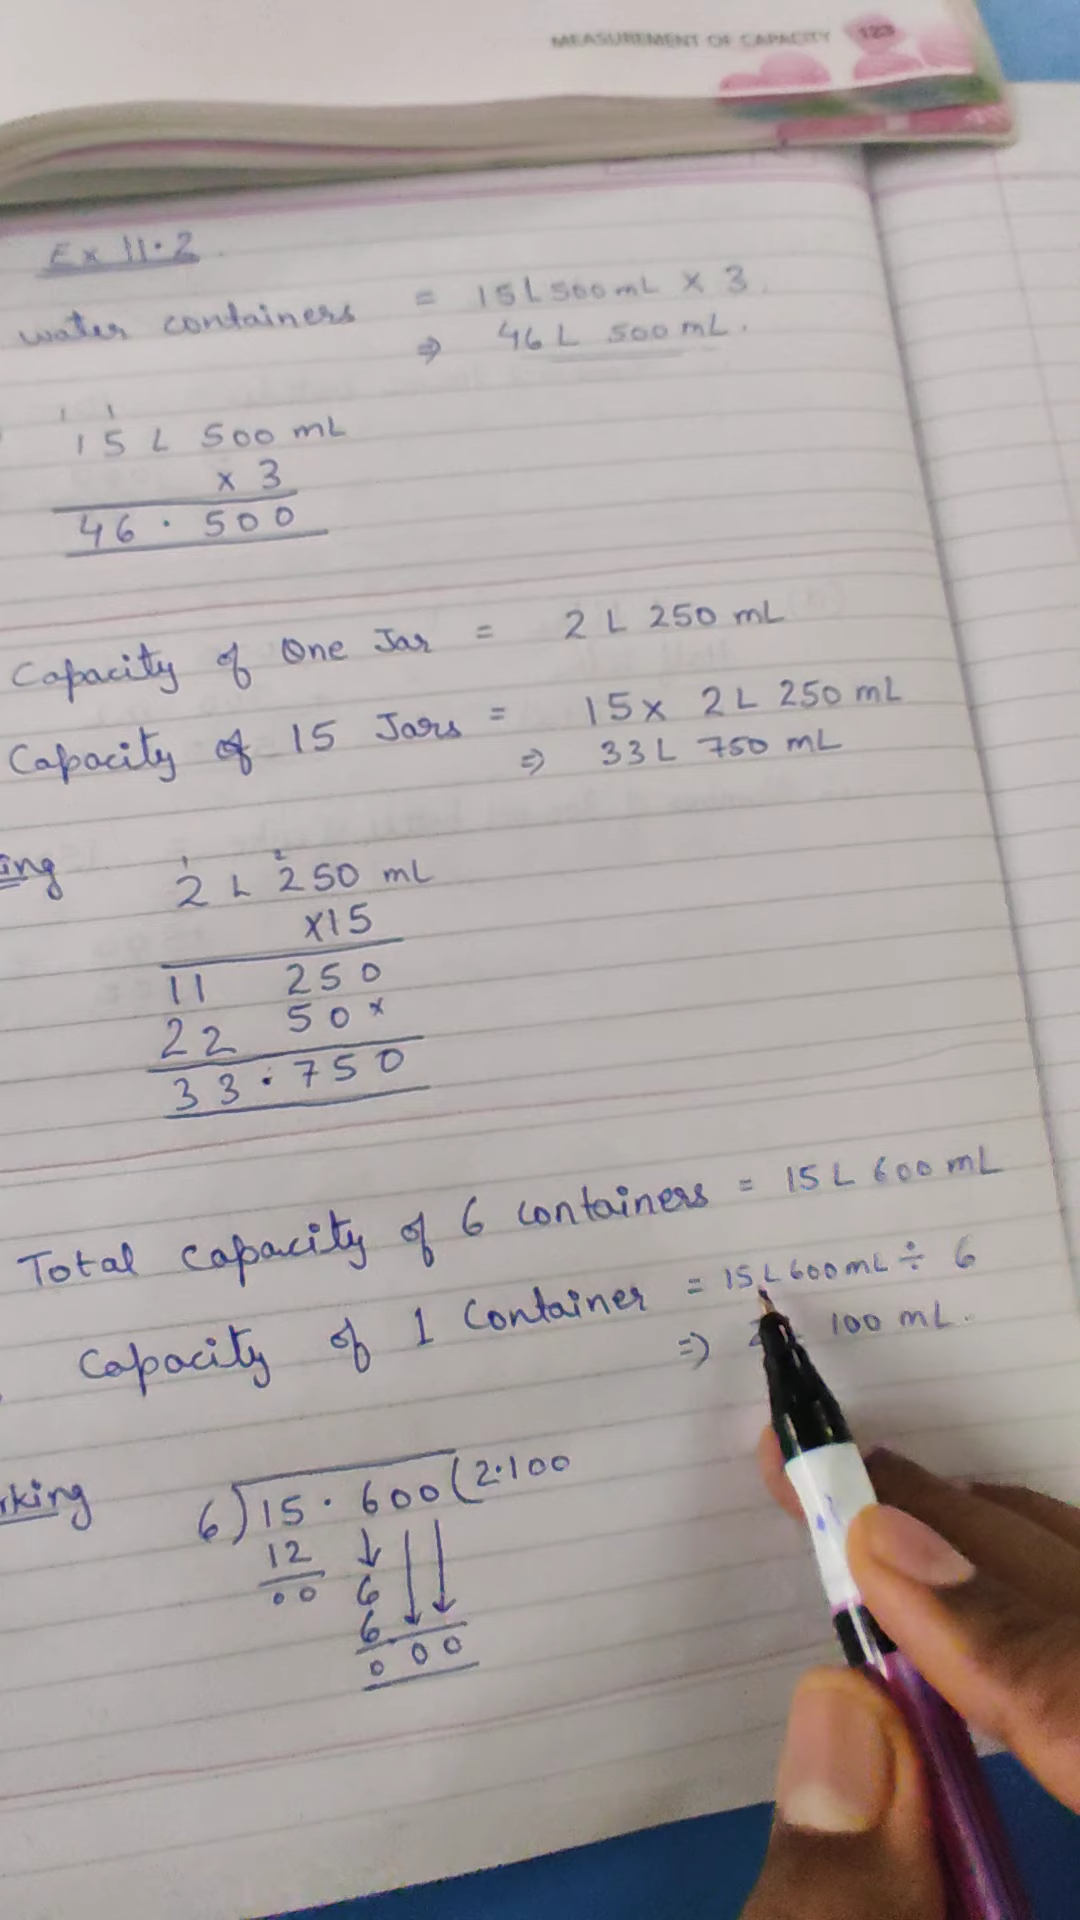 MEASUREMENT OF CAPACITY 123
Ex 11.2
water containers = 15 L 500 mL × 3
⇒ 46 L 500 mL.
1 1
15 L 500 mL
× 3
46 . 500
Capacity of One Jar = 2 L 250 mL
Capacity of 15 Jars = 15 × 2 L 250 mL
⇒ 33 L 750 mL
ing
1 2
2 L 250 mL
×15
11 250
22 50×
33.750
Total Capacity of 6 Containers = 15 L 600 mL
Capacity of 1 Container = 15 L 600 mL ÷ 6
⇒ 100 mL.
rking
6)15.600(2.100
12
00 6
6
000